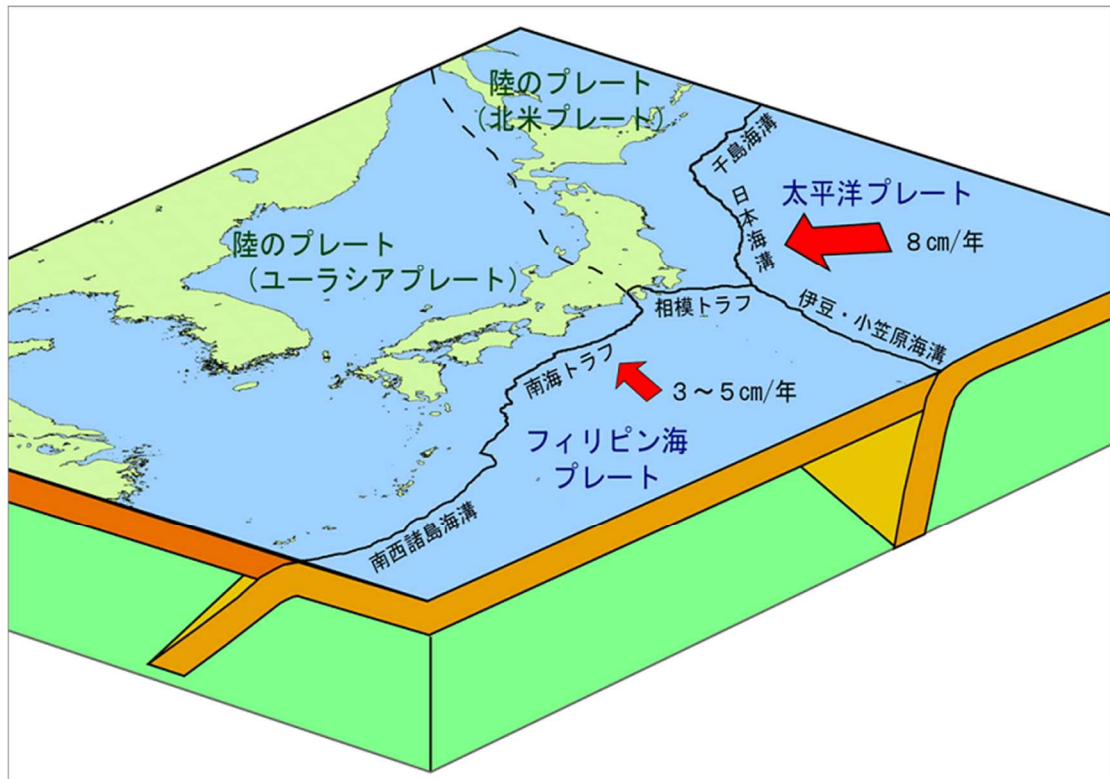 陸のプレート
(北米プレート)
千島海溝
日本海溝
太平洋プレート
8cm/年
陸のプレート
(ユーラシアプレート)
相模トラフ
伊豆・小笠原海溝
南海トラフ
3~5cm/年
フィリピン海
プレート
南西諸島海溝